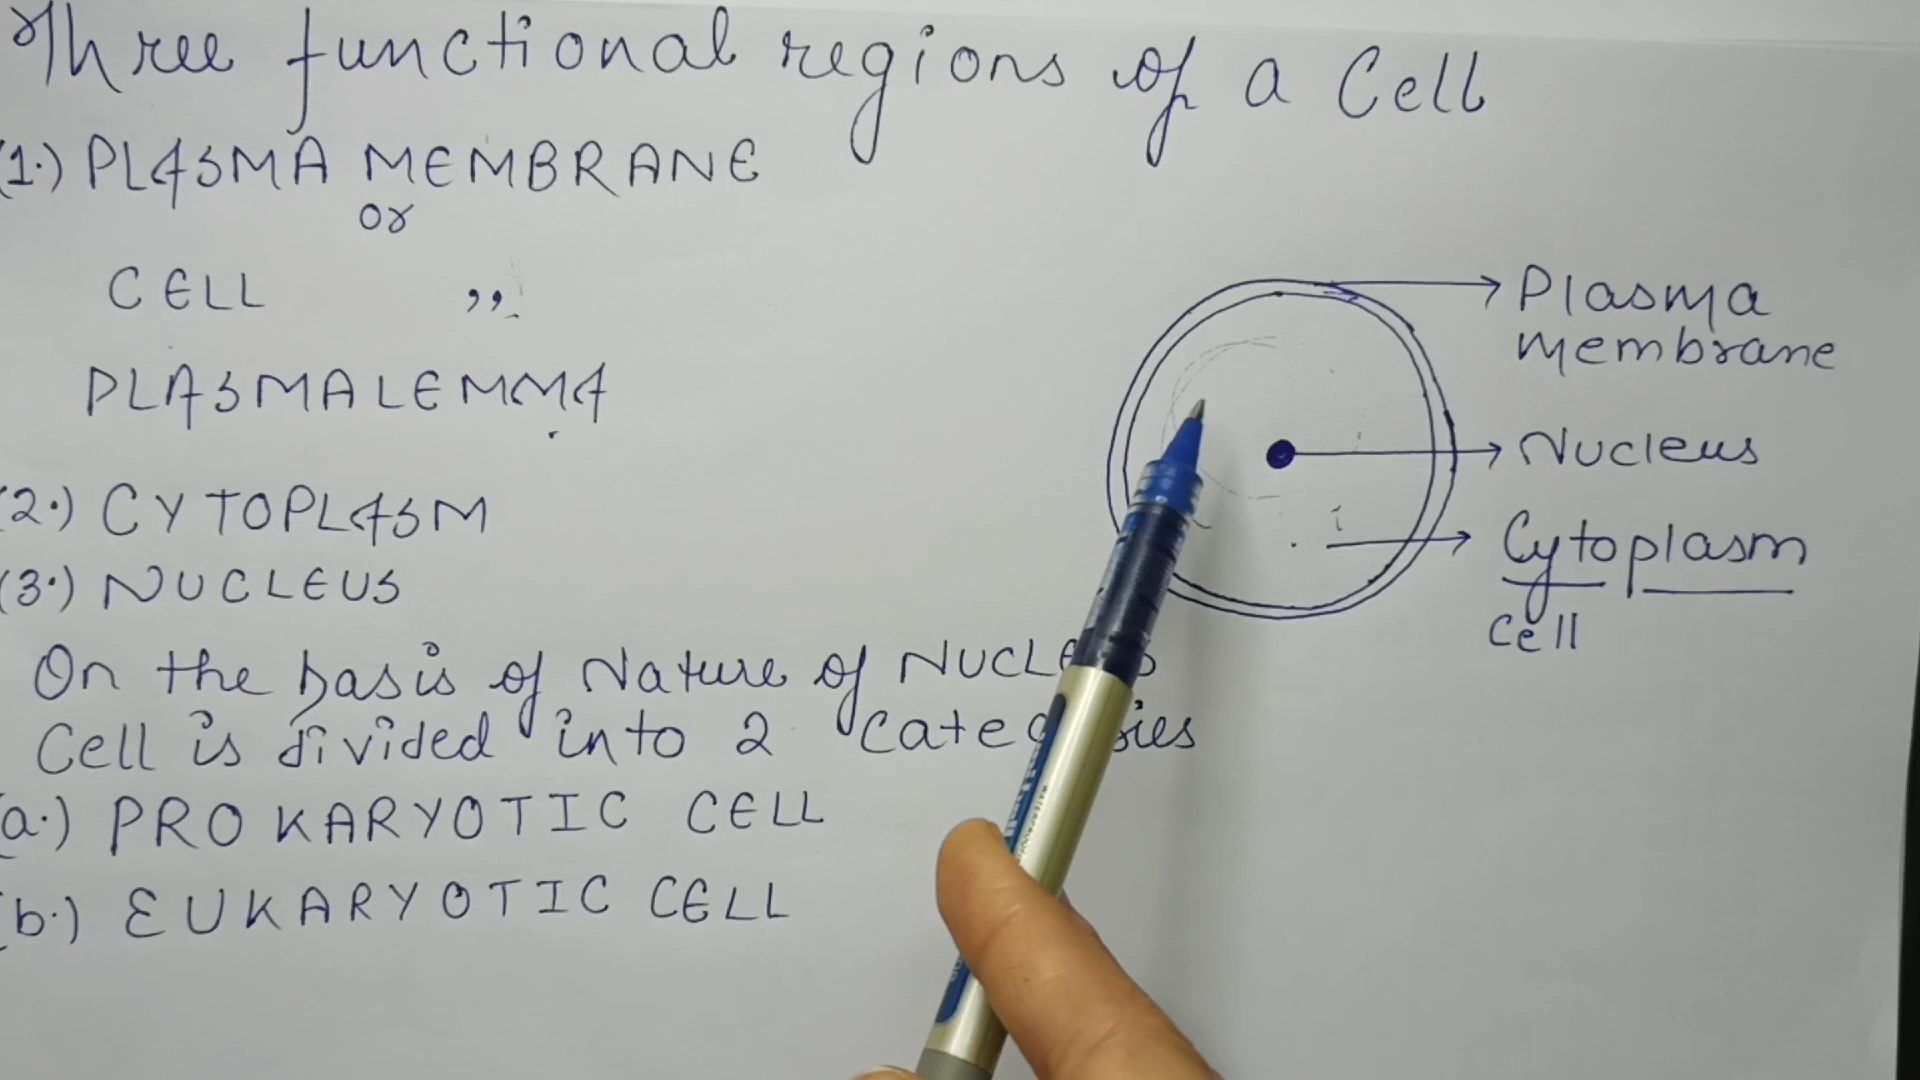 Three functional regions of a Cell
(1.) PLASMA MEMBRANE
or
CELL ,,
PLASMALEMMA
(2.) CYTOPLASM
(3.) NUCLEUS
On the basis of Nature of
Cell is divided into 2
(a.) PROKARYOTIC CELL
(b.) EUKARYOTIC CELL
Plasma
membrane
Nucleus
Cytoplasm
Cell